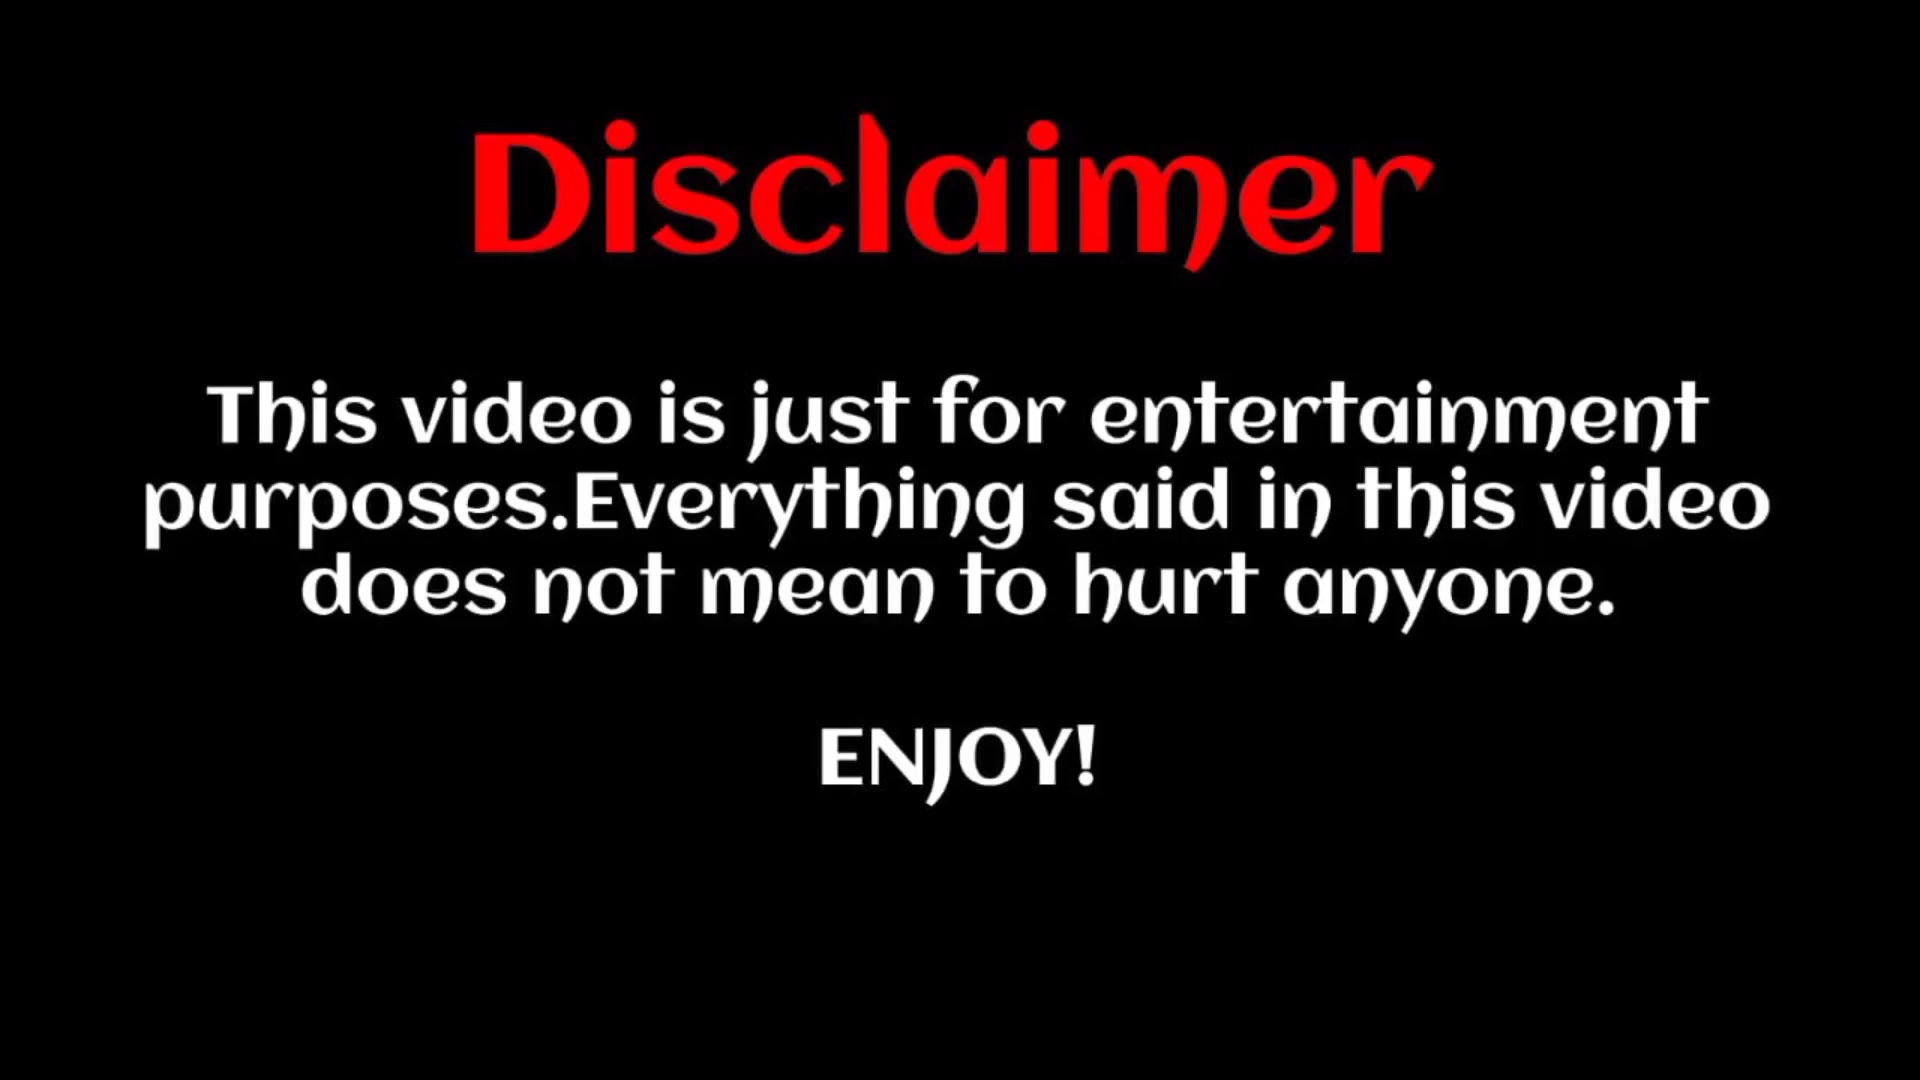 Disclaimer
This video is just for entertainment
purposes.Everything said in this video
does not mean to hurt anyone.
ENJOY!